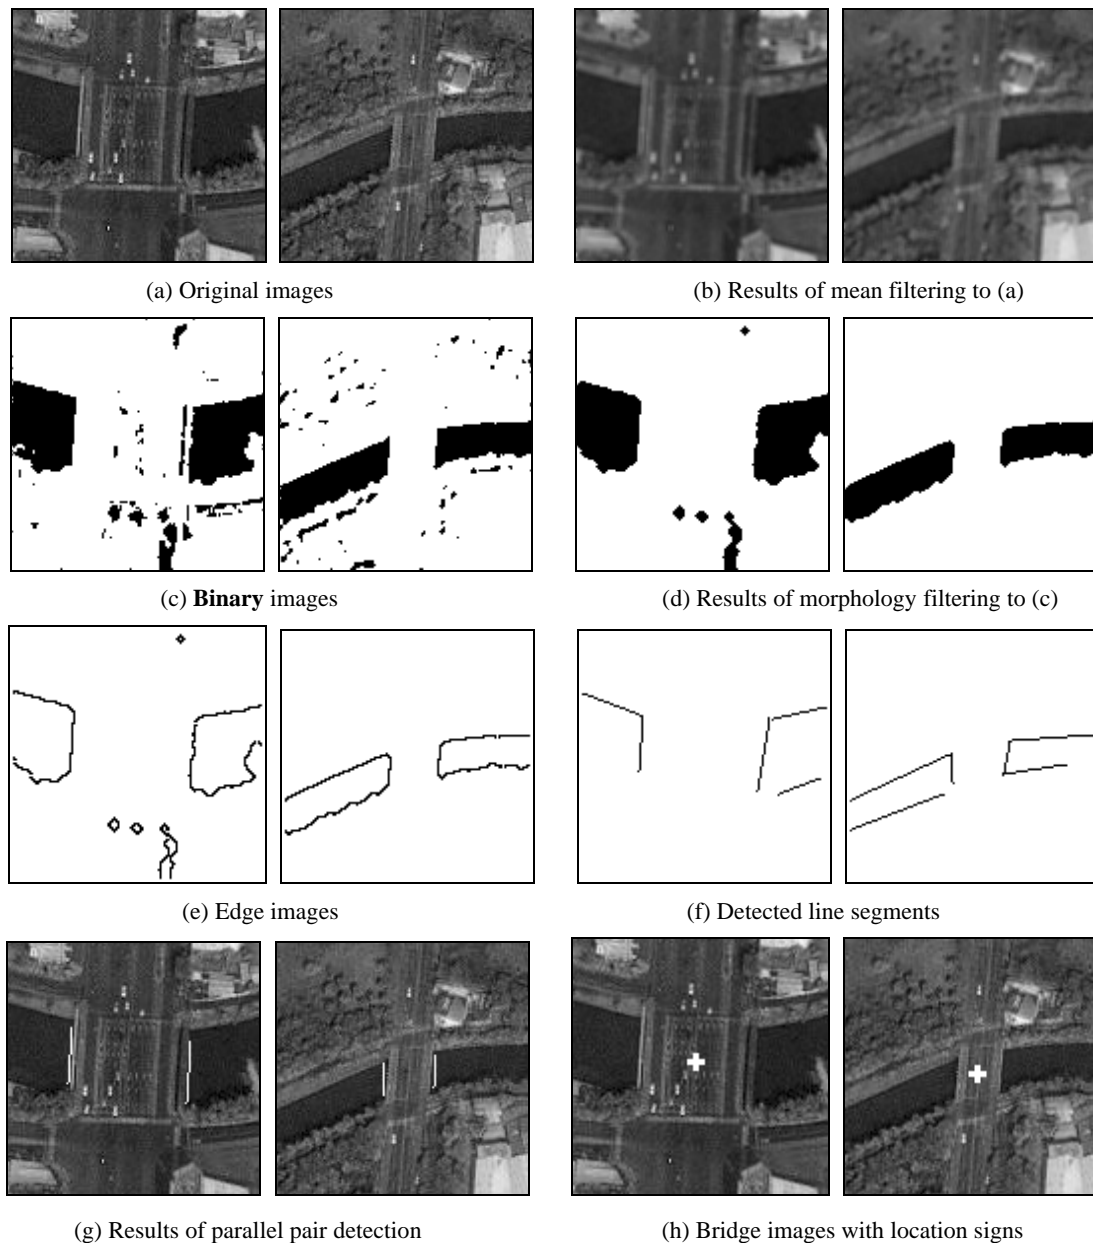 (a) Original images
(b) Results of mean filtering to (a)
(c) Binary images
(d) Results of morphology filtering to (c)
(e) Edge images
(f) Detected line segments
(g) Results of parallel pair detection
(h) Bridge images with location signs